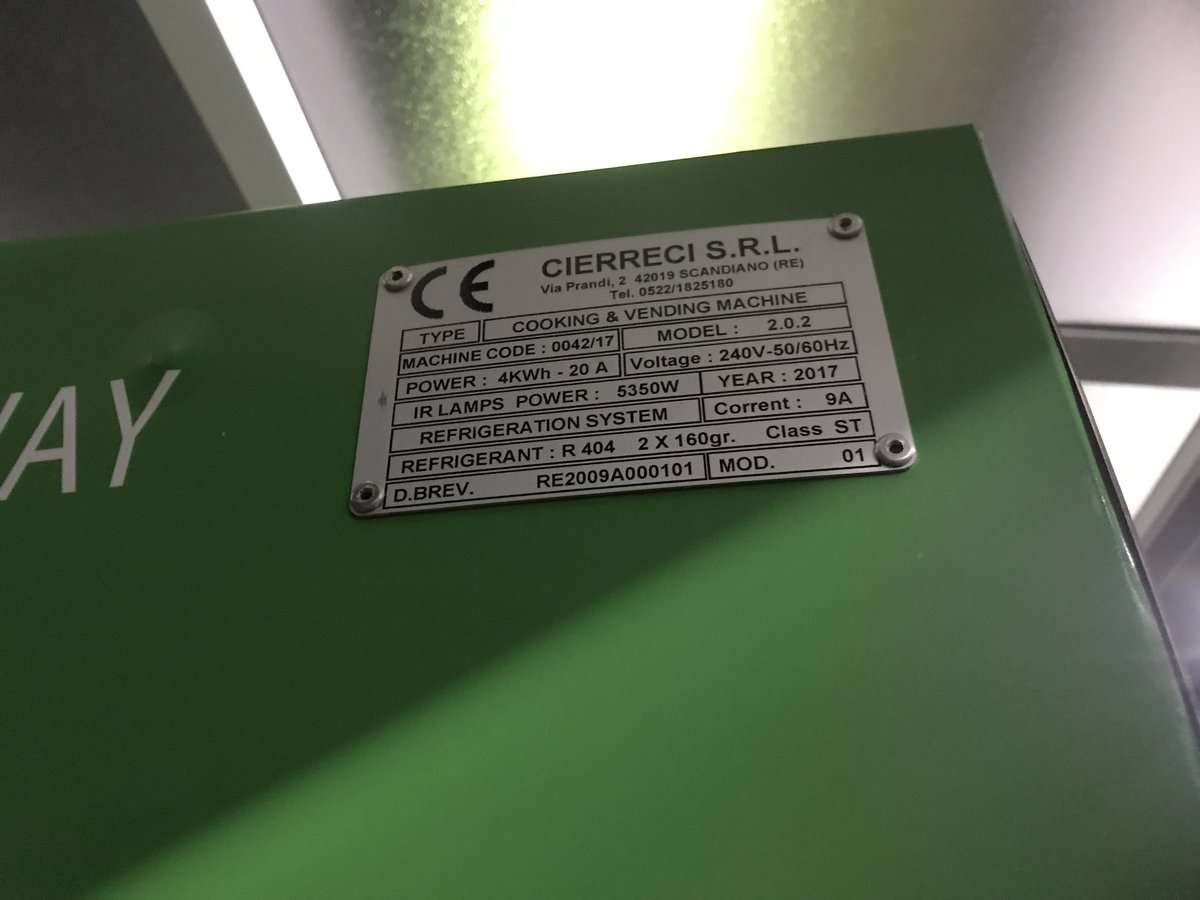 CE
CIERRECI S.R.L.
Via Prandi, 2 42019 SCANDIANO (RE)
Tel. 0522/1825180
TYPE COOKING & VENDING MACHINE
MACHINE CODE : 0042/17 MODEL : 2.0.2
POWER : 4KWh - 20 A Voltage : 240V-50/60Hz
IR LAMPS POWER : 5350W YEAR : 2017
REFRIGERATION SYSTEM Corrent : 9A
REFRIGERANT : R 404 2 X 160gr. Class ST
D.BREV. RE2009A000101 MOD. 01
AY